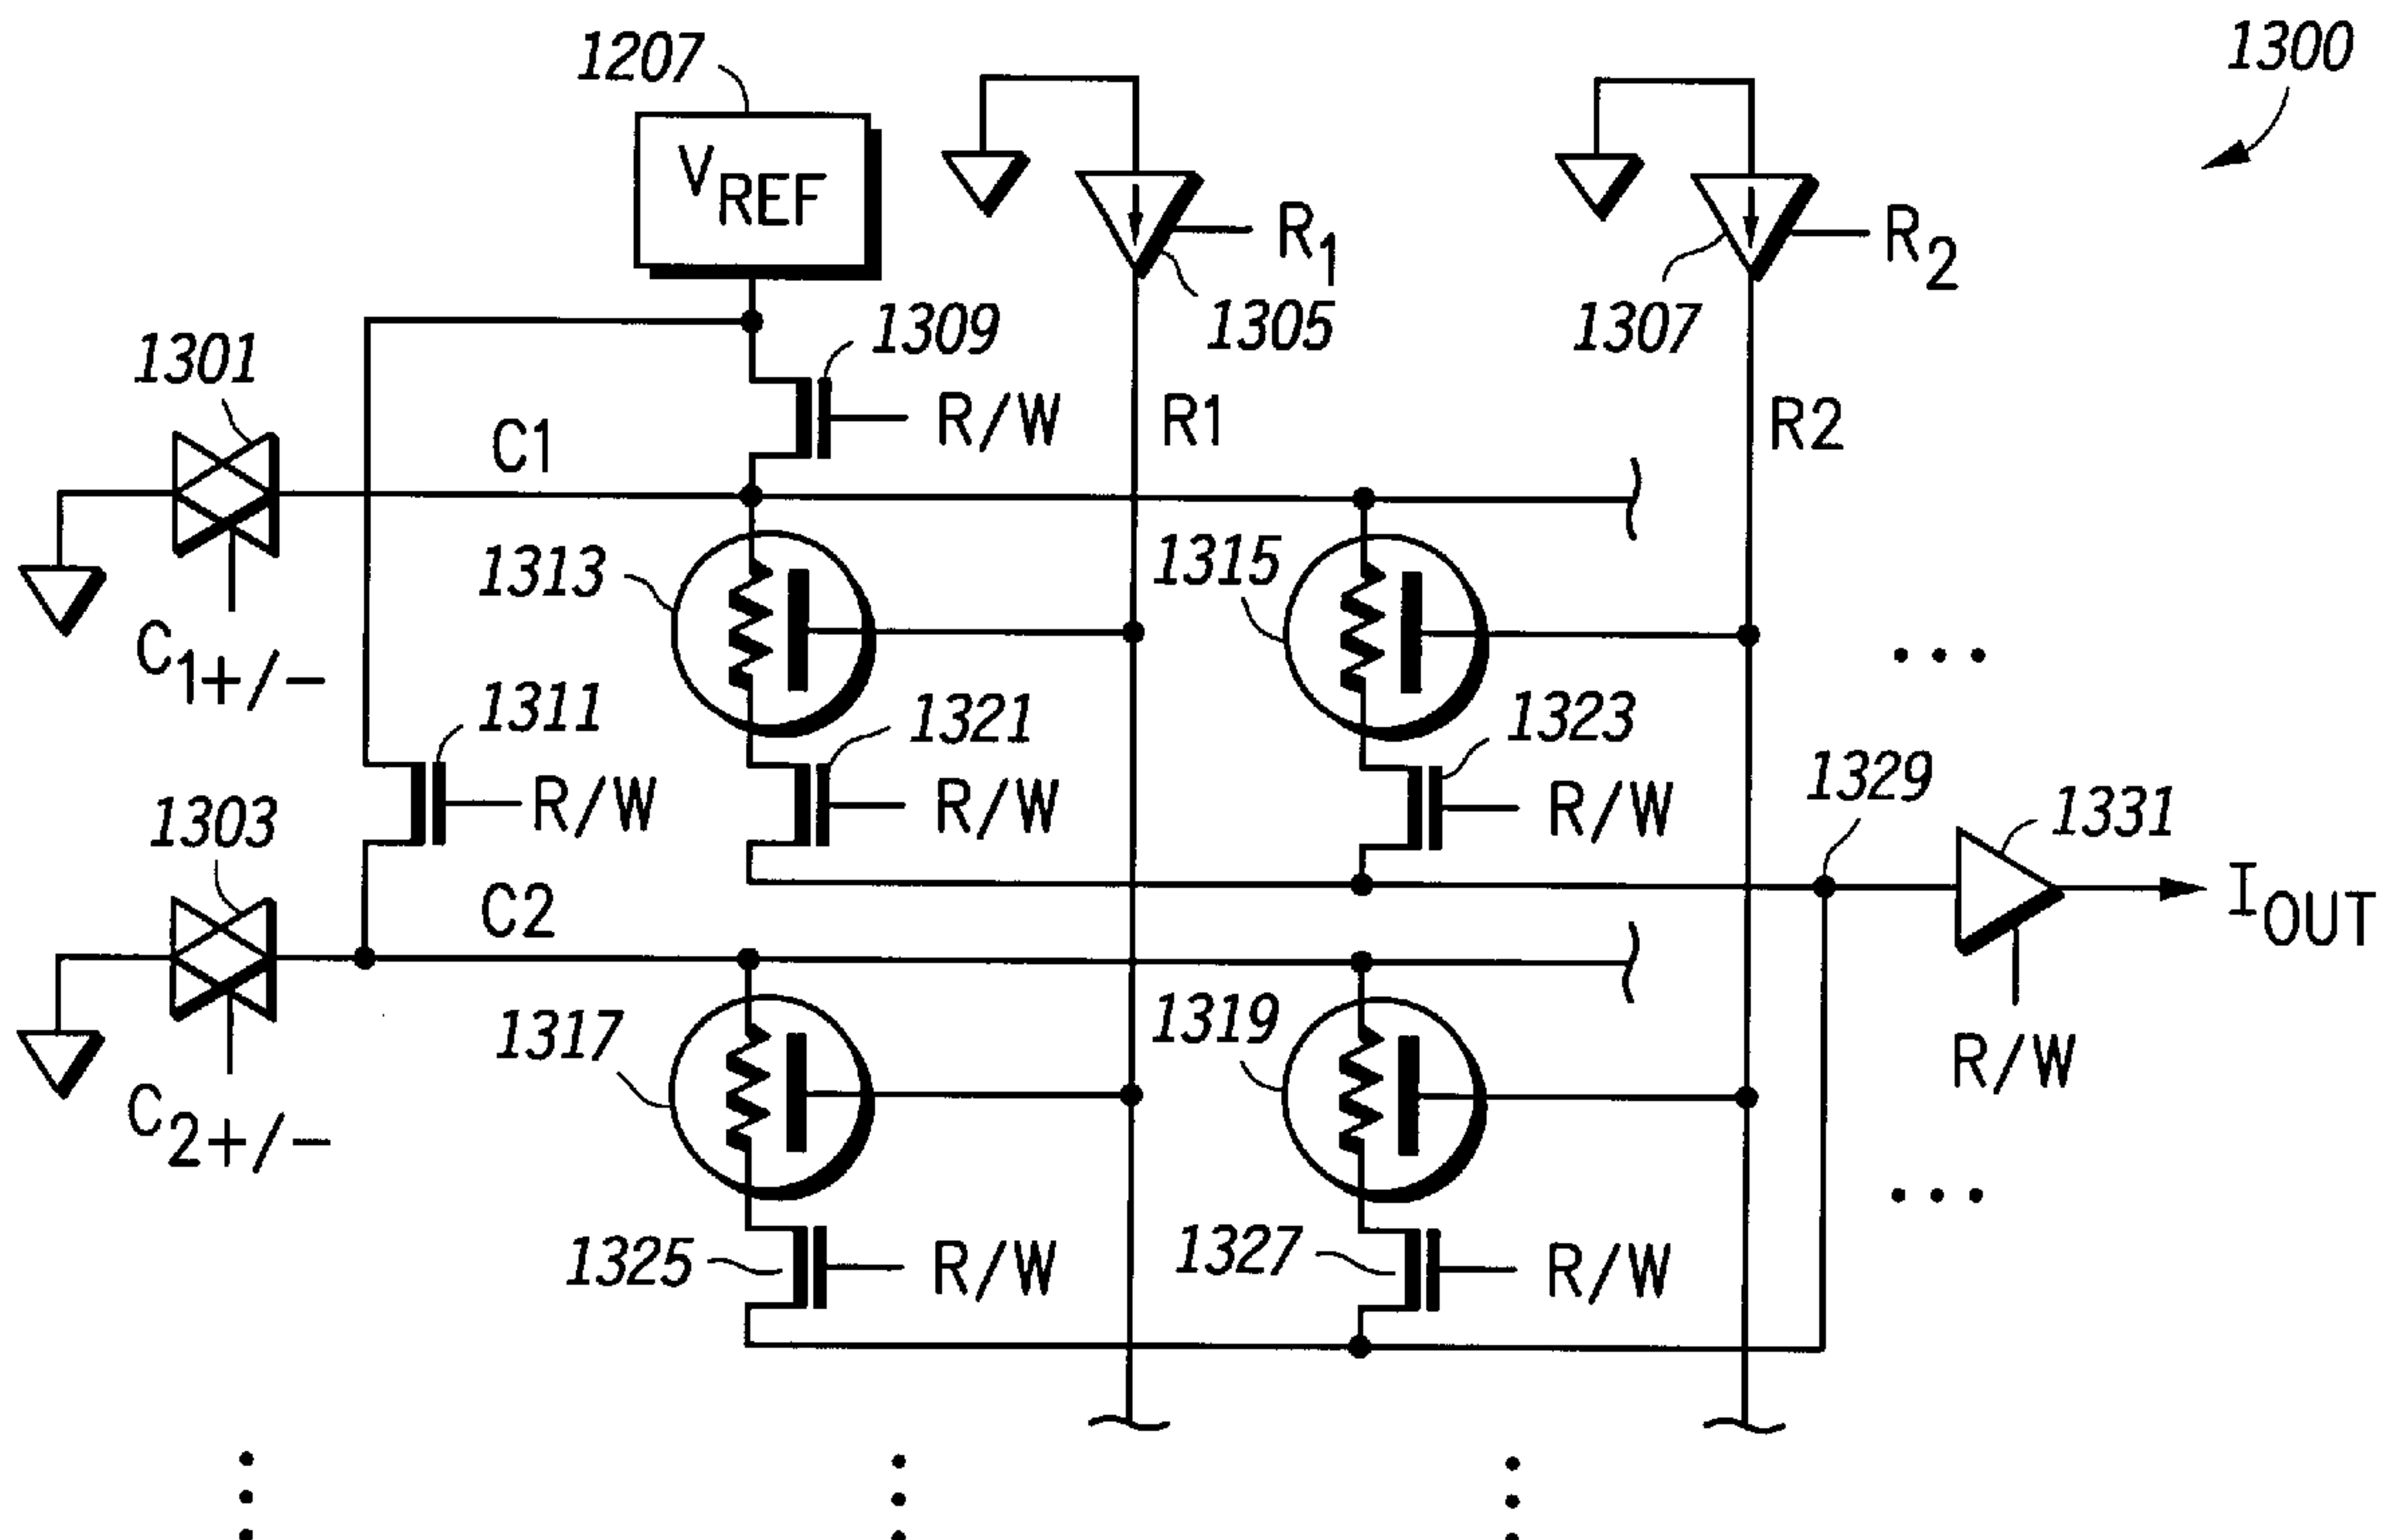 1207
1300
VREF
R1
R2
1305
1307
1309
1301
R/W
R1
R2
C1
1313
1315
C1+/-
1311
1321
1323
R/W
R/W
R/W
1329
1331
1303
C2
IOUT
1317
1319
R/W
C2+/-
1325
R/W
1327
R/W